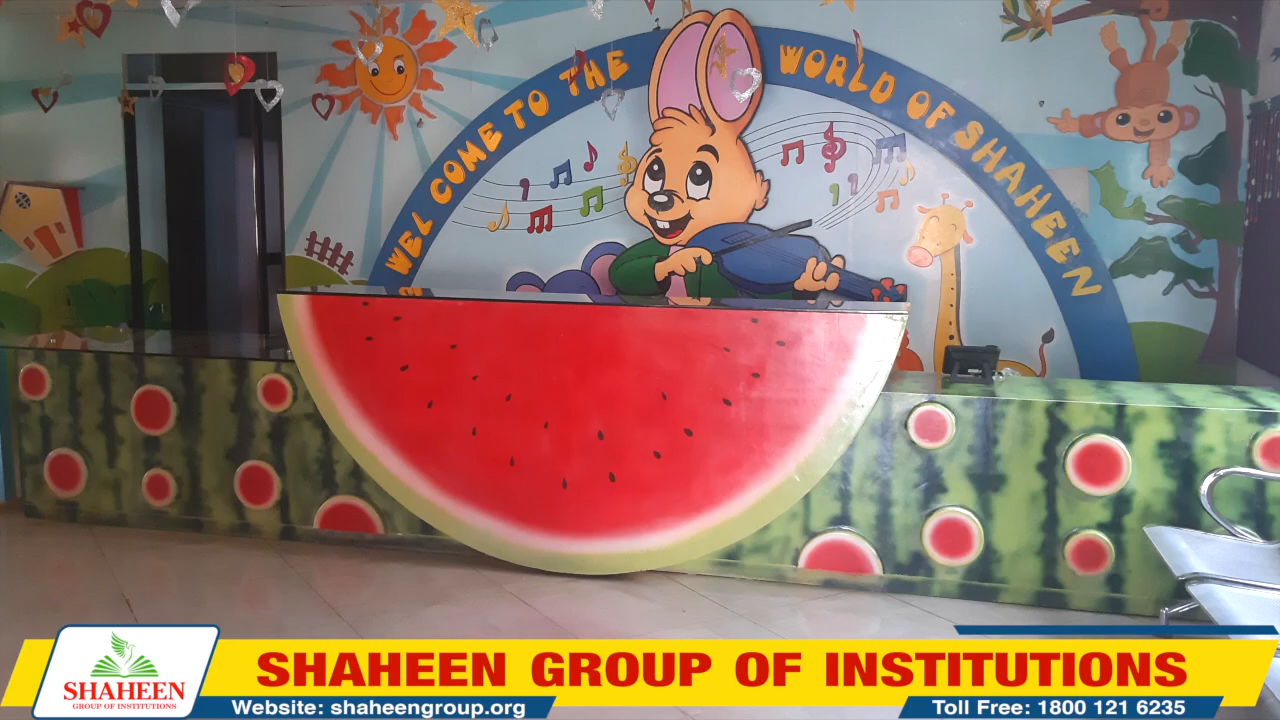 WEL COME TO THE WORLD OF SHAHEEN
SHAHEEN
GROUP OF INSTITUTIONS
SHAHEEN GROUP OF INSTITUTIONS
Website: shaheengroup.org
Toll Free: 1800 121 6235